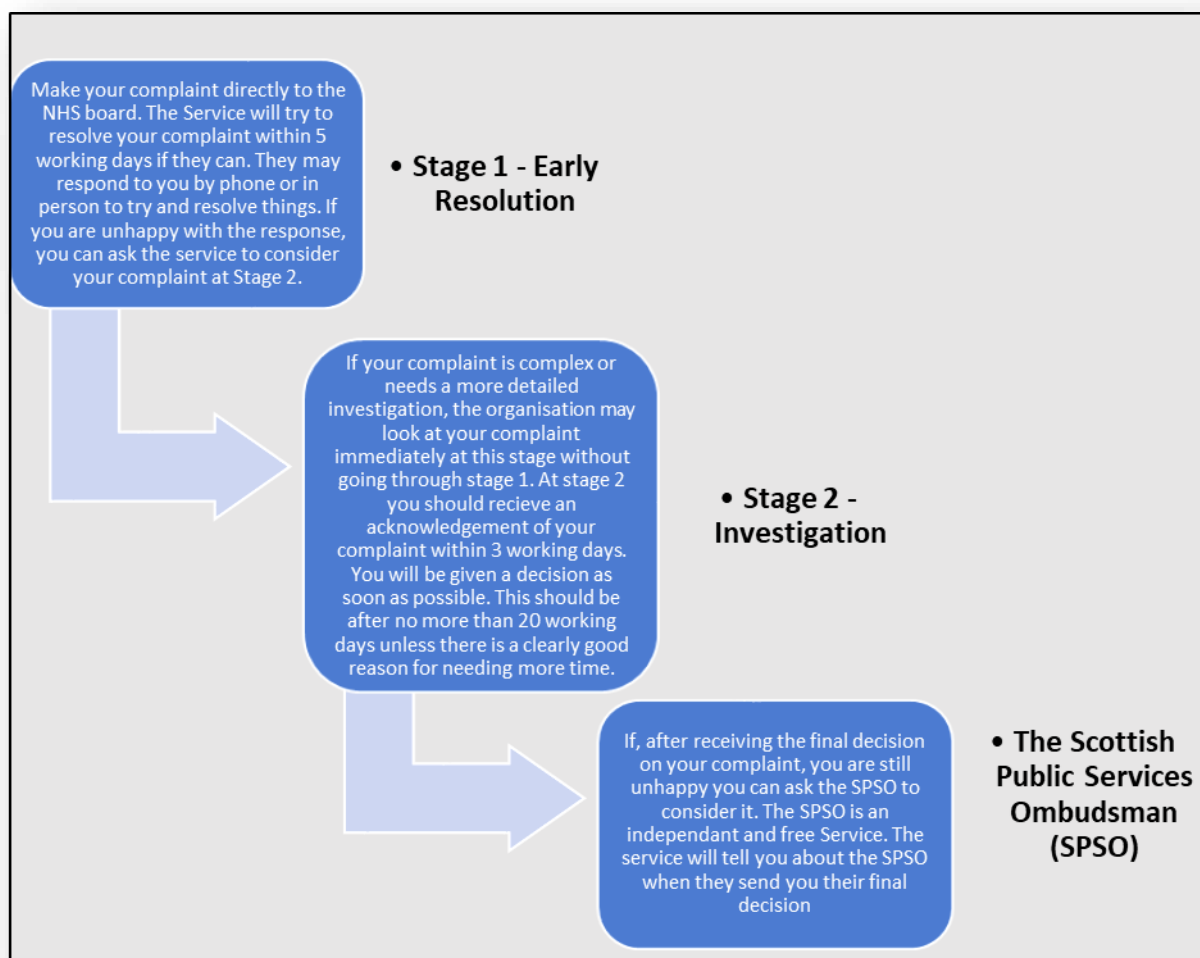 Make your complaint directly to the
NHS board. The Service will try to
resolve your complaint within 5
working days if they can. They may
respond to you by phone or in
person to try and resolve things. If
you are unhappy with the response,
you can ask the service to consider
your complaint at Stage 2.
• Stage 1 - Early
Resolution
If your complaint is complex or
needs a more detailed
investigation, the organisation may
look at your complaint
immediately at this stage without
going through stage 1. At stage 2
you should recieve an
acknowledgement of your
complaint within 3 working days.
You will be given a decision as
soon as possible. This should be
after no more than 20 working
days unless there is a clearly good
reason for needing more time.
• Stage 2 -
Investigation
If, after receiving the final decision
on your complaint, you are still
unhappy you can ask the SPSO to
consider it. The SPSO is an
independant and free Service. The
service will tell you about the SPSO
when they send you their final
decision
• The Scottish
Public Services
Ombudsman
(SPSO)